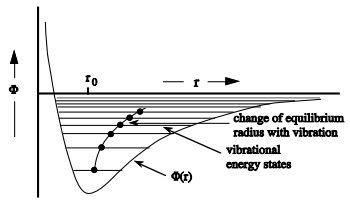 r0
r
Φ
change of equilibrium
radius with vibration
vibrational
energy states
Φ(r)